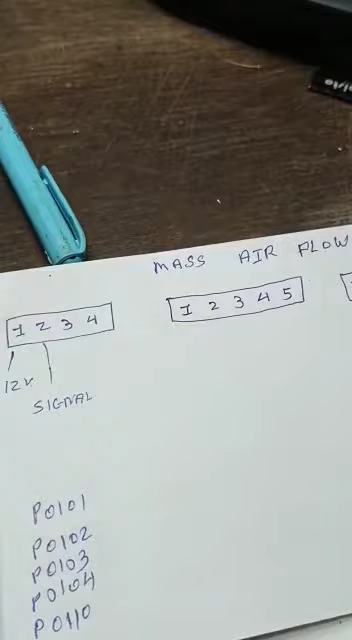 MASS AIR FLOW
1 2 3 4
1 2 3 4 5
12V
SIGNAL
P0101
P0102
P0103
P0104
P0110